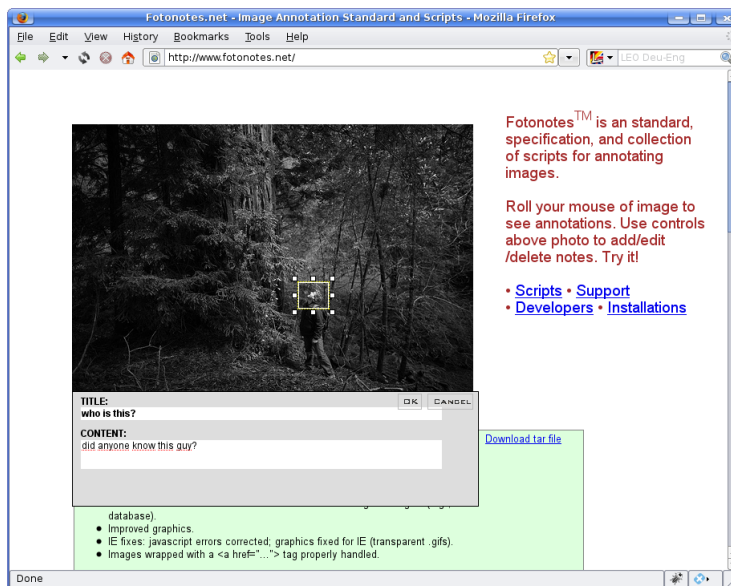 Fotonotes.net - Image Annotation Standard and Scripts - Mozilla Firefox
File Edit View History Bookmarks Tools Help
http://www.fotonotes.net/
LEO Deu-Eng
Fotonotes™ is an standard,
specification, and collection
of scripts for annotating
images.
Roll your mouse of image to
see annotations. Use controls
above photo to add/edit
/delete notes. Try it!
• Scripts • Support
• Developers • Installations
TITLE:
OK CANCEL
who is this?
CONTENT:
did anyone know this guy?
Download tar file
database).
● Improved graphics.
● IE fixes: javascript errors corrected; graphics fixed for IE (transparent .gifs).
● Images wrapped with a <a href="..."> tag properly handled.
Done